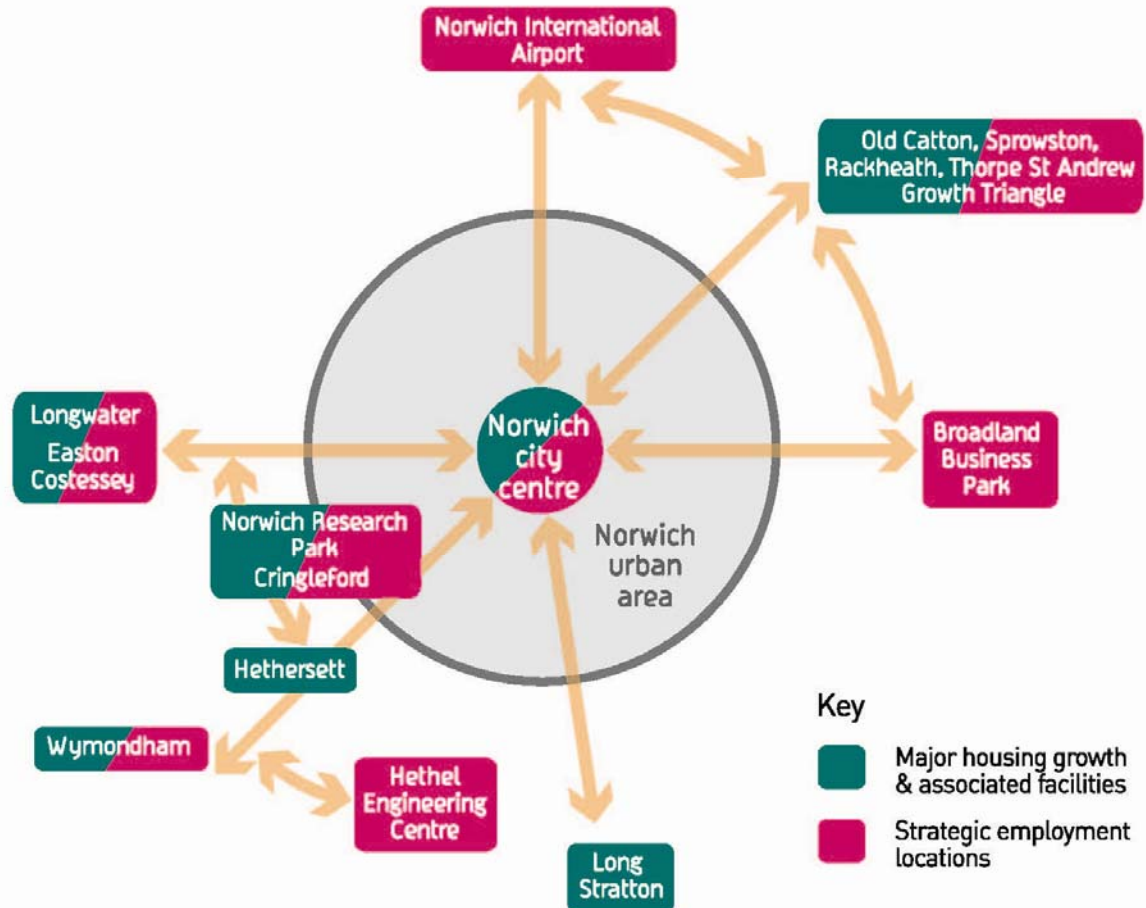 Norwich International
Airport
Old Catton, Sprowston,
Rackheath, Thorpe St Andrew
Growth Triangle
Longwater
Easton
Costessey
Norwich
city
centre
Broadland
Business
Park
Norwich Research
Park
Cringleford
Norwich
urban
area
Hethersett
Wymondham
Hethel
Engineering
Centre
Long
Stratton
Key
Major housing growth
& associated facilities
Strategic employment
locations